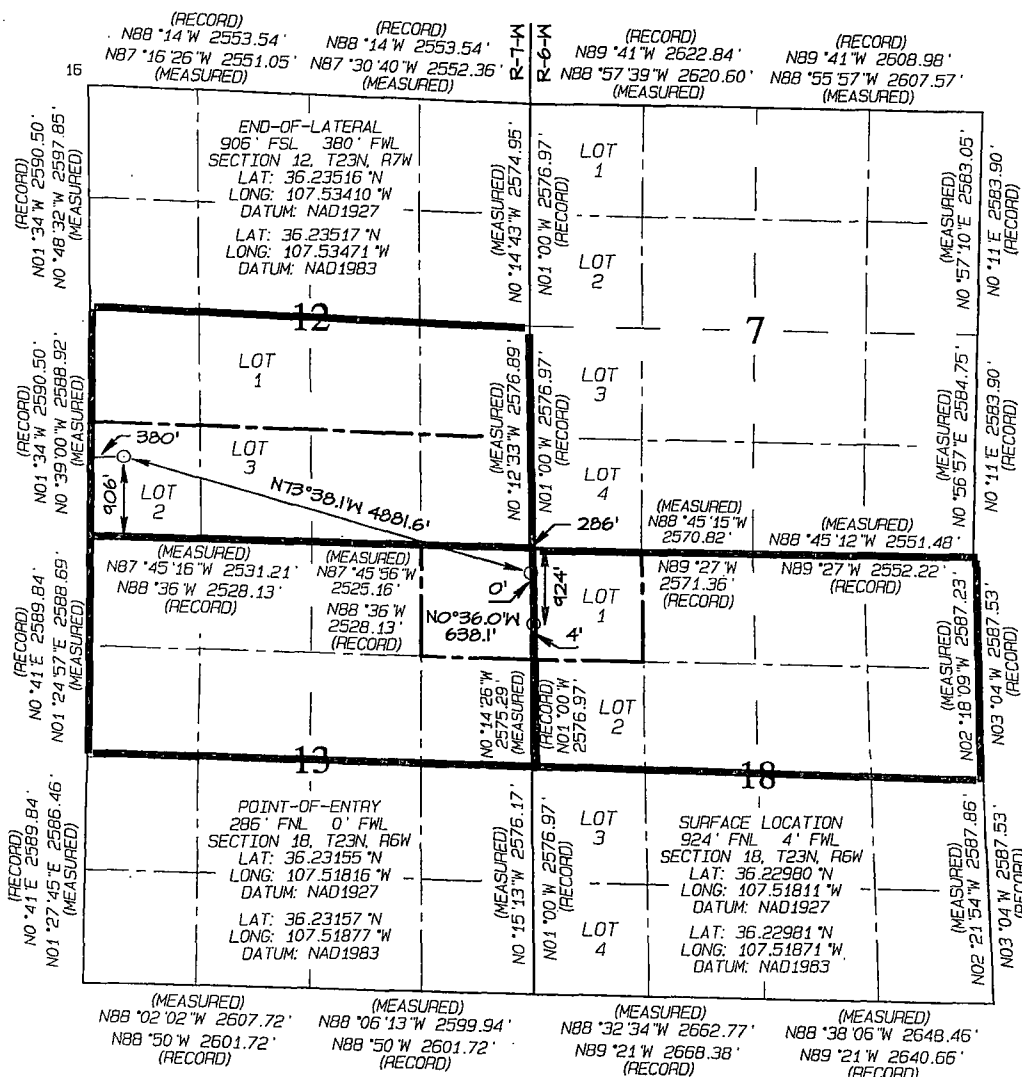 (RECORD)
N88°14'W 2553.54'
N87°16'26"W 2551.05'
(MEASURED)
(RECORD)
N88°14'W 2553.54'
N87°30'40"W 2552.36'
(MEASURED)
R-7-W
R-6-W
(RECORD)
N89°41'W 2622.84'
N88°57'39"W 2620.60'
(MEASURED)
(RECORD)
N89°41'W 2608.98'
N88°55'57"W 2607.57'
(MEASURED)
16
(RECORD)
N01°34'W 2590.50'
N0°48'32"W 2597.85'
(MEASURED)
END-OF-LATERAL
906' FSL 380' FWL
SECTION 12, T23N, R7W
LAT: 36.23516°N
LONG: 107.53410°W
DATUM: NAD1927
LAT: 36.23517°N
LONG: 107.53471°W
DATUM: NAD1983
(MEASURED)
N0°14'43"W 2574.95'
N01°00'W 2576.97'
(RECORD)
LOT
1
LOT
2
(MEASURED)
N0°57'10"E 2583.05'
N0°11'E 2583.90'
(RECORD)
12
7
(RECORD)
N01°34'W 2590.50'
N0°39'00"W 2588.92'
(MEASURED)
LOT
1
LOT
3
LOT
2
380'
906'
N73°38.1'W 4881.6'
N0°12'33"W 2576.89'
(MEASURED)
N01°00'W 2576.97'
(RECORD)
LOT
3
LOT
4
(MEASURED)
N0°56'57"E 2584.75'
N0°11'E 2583.90'
(RECORD)
286'
(MEASURED)
N88°45'15"W
2570.82'
(MEASURED)
N88°45'12"W 2551.48'
(MEASURED)
N87°45'16"W 2531.21'
N88°36'W 2528.13'
(RECORD)
(MEASURED)
N87°45'56"W
2525.16'
N88°36'W
2528.13'
(RECORD)
0'
924'
N0°36.0'W
638.1'
4'
N89°27'W
2571.36'
(RECORD)
N89°27'W 2552.22'
(RECORD)
LOT
1
LOT
2
(RECORD)
N0°41'E 2589.84'
N01°24'57"E 2588.69'
(MEASURED)
N0°14'26"W
2575.29'
(MEASURED)
(RECORD)
N01°00'W
2576.97'
N02°18'09"W 2587.23'
(MEASURED)
N03°04'W 2587.53'
(RECORD)
13
18
(RECORD)
N0°41'E 2589.84'
N01°27'45"E 2586.46'
(MEASURED)
POINT-OF-ENTRY
286' FNL 0' FWL
SECTION 18, T23N, R6W
LAT: 36.23155°N
LONG: 107.51816°W
DATUM: NAD1927
LAT: 36.23157°N
LONG: 107.51877°W
DATUM: NAD1983
(MEASURED)
N0°15'13"W 2576.17'
N01°00'W 2576.97'
(RECORD)
LOT
3
LOT
4
SURFACE LOCATION
924' FNL 4' FWL
SECTION 18, T23N, R6W
LAT: 36.22980°N
LONG: 107.51811°W
DATUM: NAD1927
LAT: 36.22981°N
LONG: 107.51871°W
DATUM: NAD1983
(MEASURED)
N02°21'54"W 2587.86'
N03°04'W 2587.53'
(RECORD)
(MEASURED)
N88°02'02"W 2607.72'
N88°50'W 2601.72'
(RECORD)
(MEASURED)
N88°06'13"W 2599.94'
N88°50'W 2601.72'
(RECORD)
(MEASURED)
N88°32'34"W 2662.77'
N89°21'W 2668.38'
(RECORD)
(MEASURED)
N88°38'06"W 2648.46'
N89°21'W 2640.66'
(RECORD)